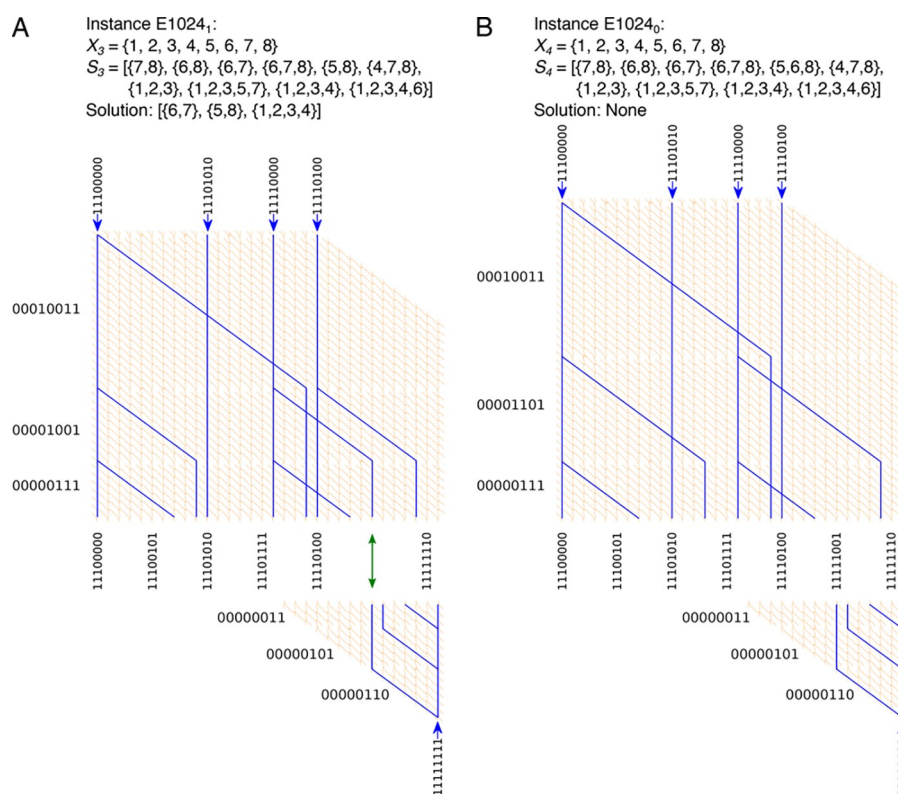 A
Instance E1024₁:
X₃ = {1, 2, 3, 4, 5, 6, 7, 8}
S₃ = [{7,8}, {6,8}, {6,7}, {6,7,8}, {5,8}, {4,7,8},
{1,2,3}, {1,2,3,5,7}, {1,2,3,4}, {1,2,3,4,6}]
Solution: [{6,7}, {5,8}, {1,2,3,4}]
11100000
11101010
11110000
11110100
00010011
00001001
00000111
11100000
11100101
11101010
11101111
11110100
11111110
00000011
00000101
00000110
11111111
B
Instance E1024₀:
X₄ = {1, 2, 3, 4, 5, 6, 7, 8}
S₄ = [{7,8}, {6,8}, {6,7}, {6,7,8}, {5,6,8}, {4,7,8},
{1,2,3}, {1,2,3,5,7}, {1,2,3,4}, {1,2,3,4,6}]
Solution: None
11100000
11101010
11110000
11110100
00010011
00001101
00000111
11100000
11100101
11101010
11101111
11110100
11111001
11111110
00000011
00000101
00000110